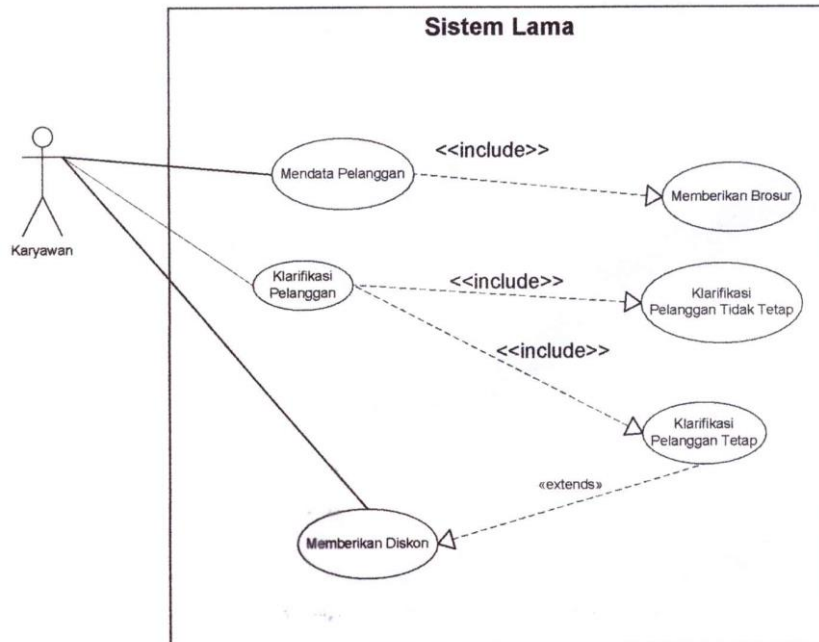 Sistem Lama
Karyawan
Mendata Pelanggan
<<include>>
Memberikan Brosur
Klarifikasi
Pelanggan
<<include>>
Klarifikasi
Pelanggan Tidak Tetap
<<include>>
Klarifikasi
Pelanggan Tetap
«extends»
Memberikan Diskon